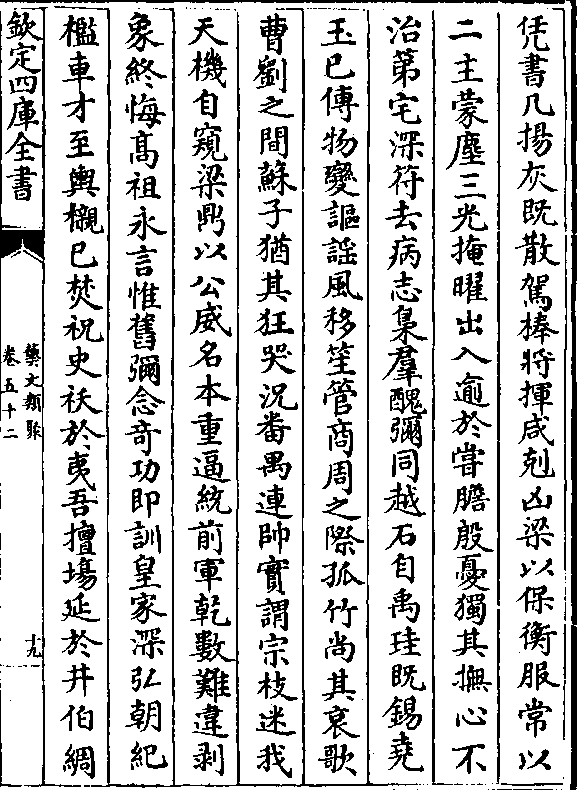 凭書几揚灰既散駕棒將揮咸剋凶梁以保衡服常以
二主蒙塵三光掩曜出入逾於嘗膽殷憂獨其撫心不
治第宅深符去病志梟羣醜彌同越石自禹珪既錫堯
玉已傳物變謳謡風移笙管商周之際孤竹尚其哀歌
曹劉之間蘇子猶其狂哭況番禺連帥實謂宗枝迷我
天機自窺梁鼎以公威名本重逼統前軍乾數難違剥
象終悔髙祖永言惟舊彌念奇功即訓皇家深弘朝紀
檻車才至輿櫬已焚祝史祅於夷吾擅場延於井伯綢
欽定四庫全書
藝文類聚
卷五十二
十九